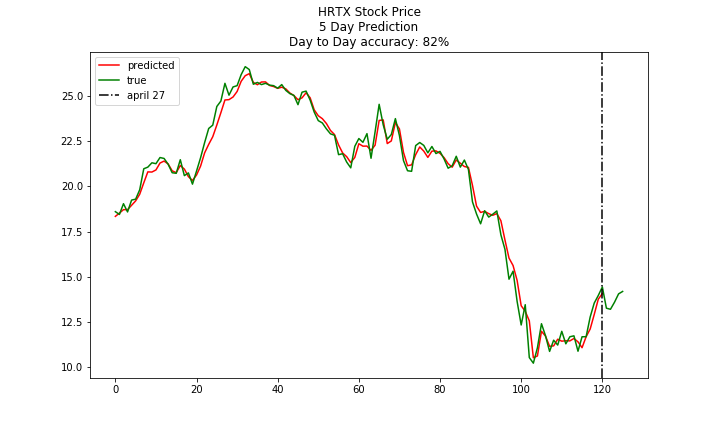 HRTX Stock Price
5 Day Prediction
Day to Day accuracy: 82%
predicted
true
april 27
25.0
22.5
20.0
17.5
15.0
12.5
10.0
0 20 40 60 80 100 120